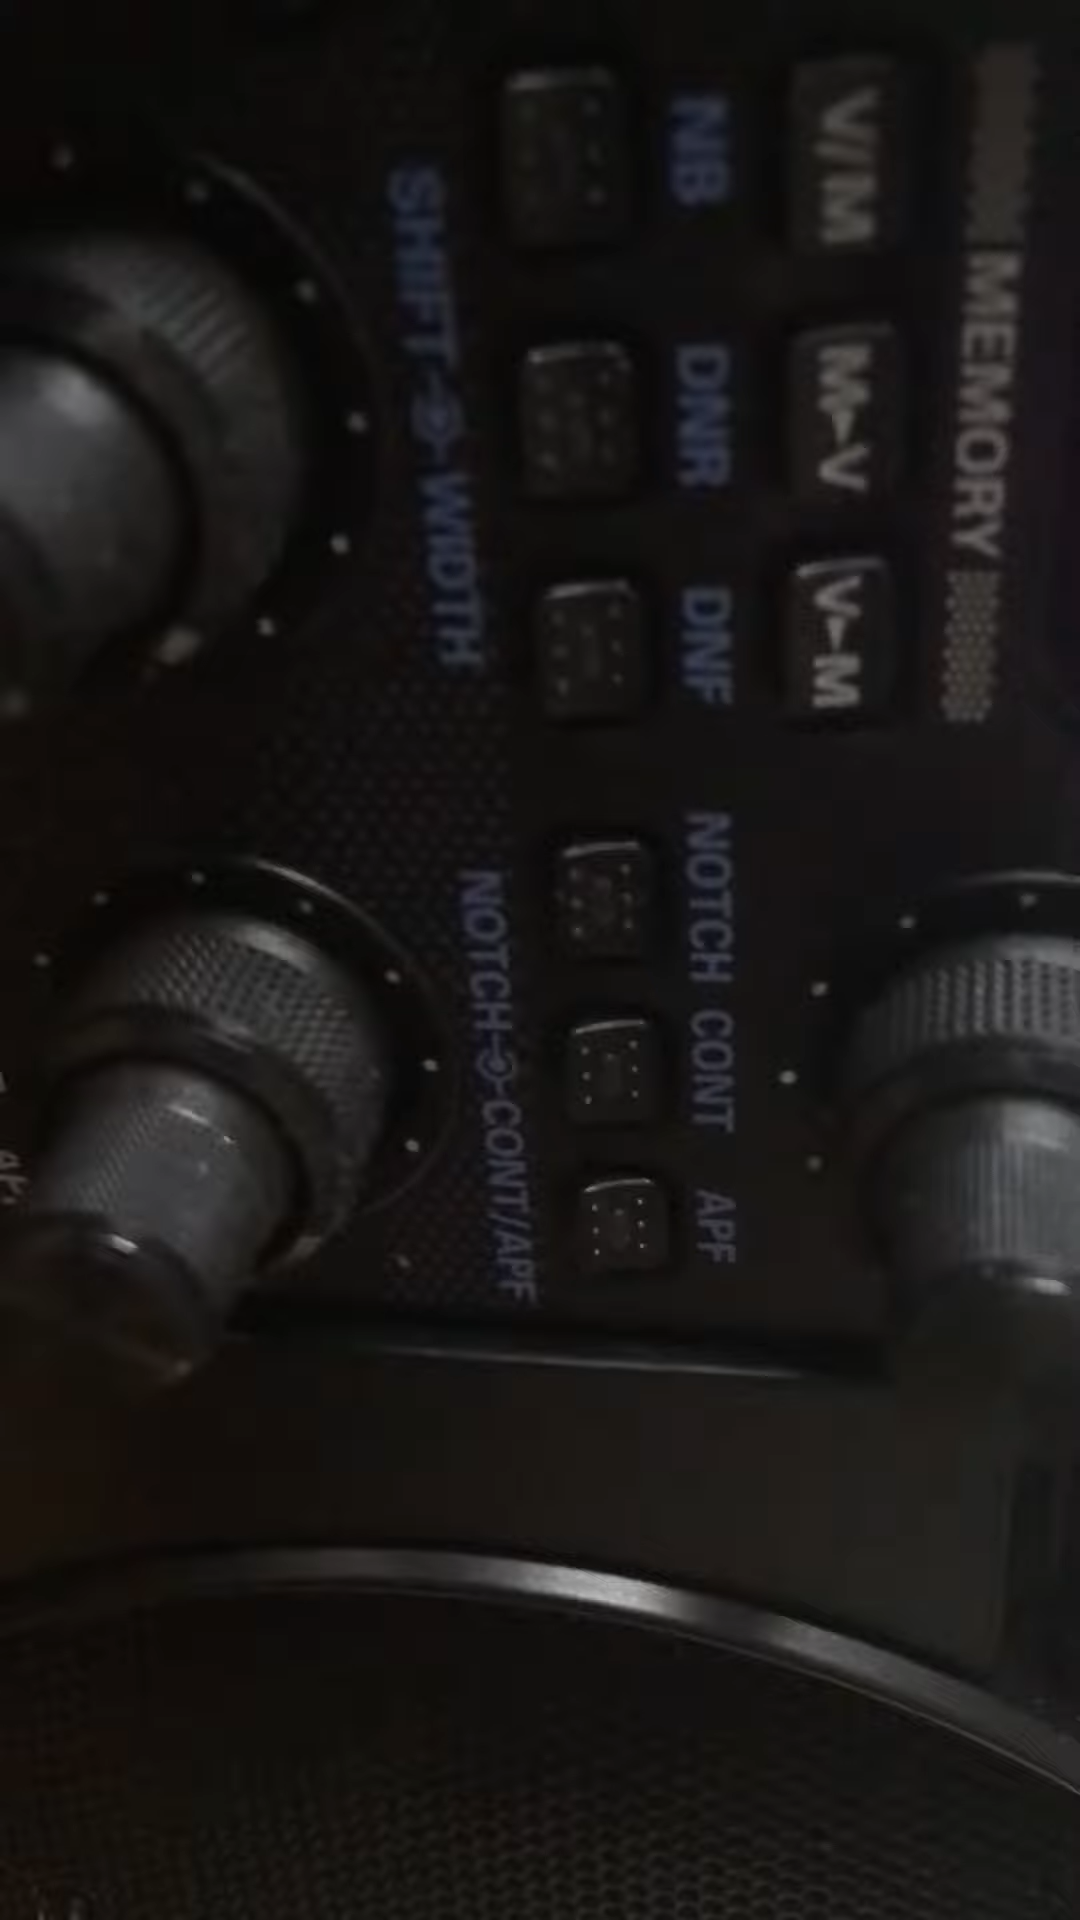 MEMORY
V/M M►V V►M
NB DNR DNF NOTCH CONT APF
SHIFT WIDTH
NOTCH CONT/APF